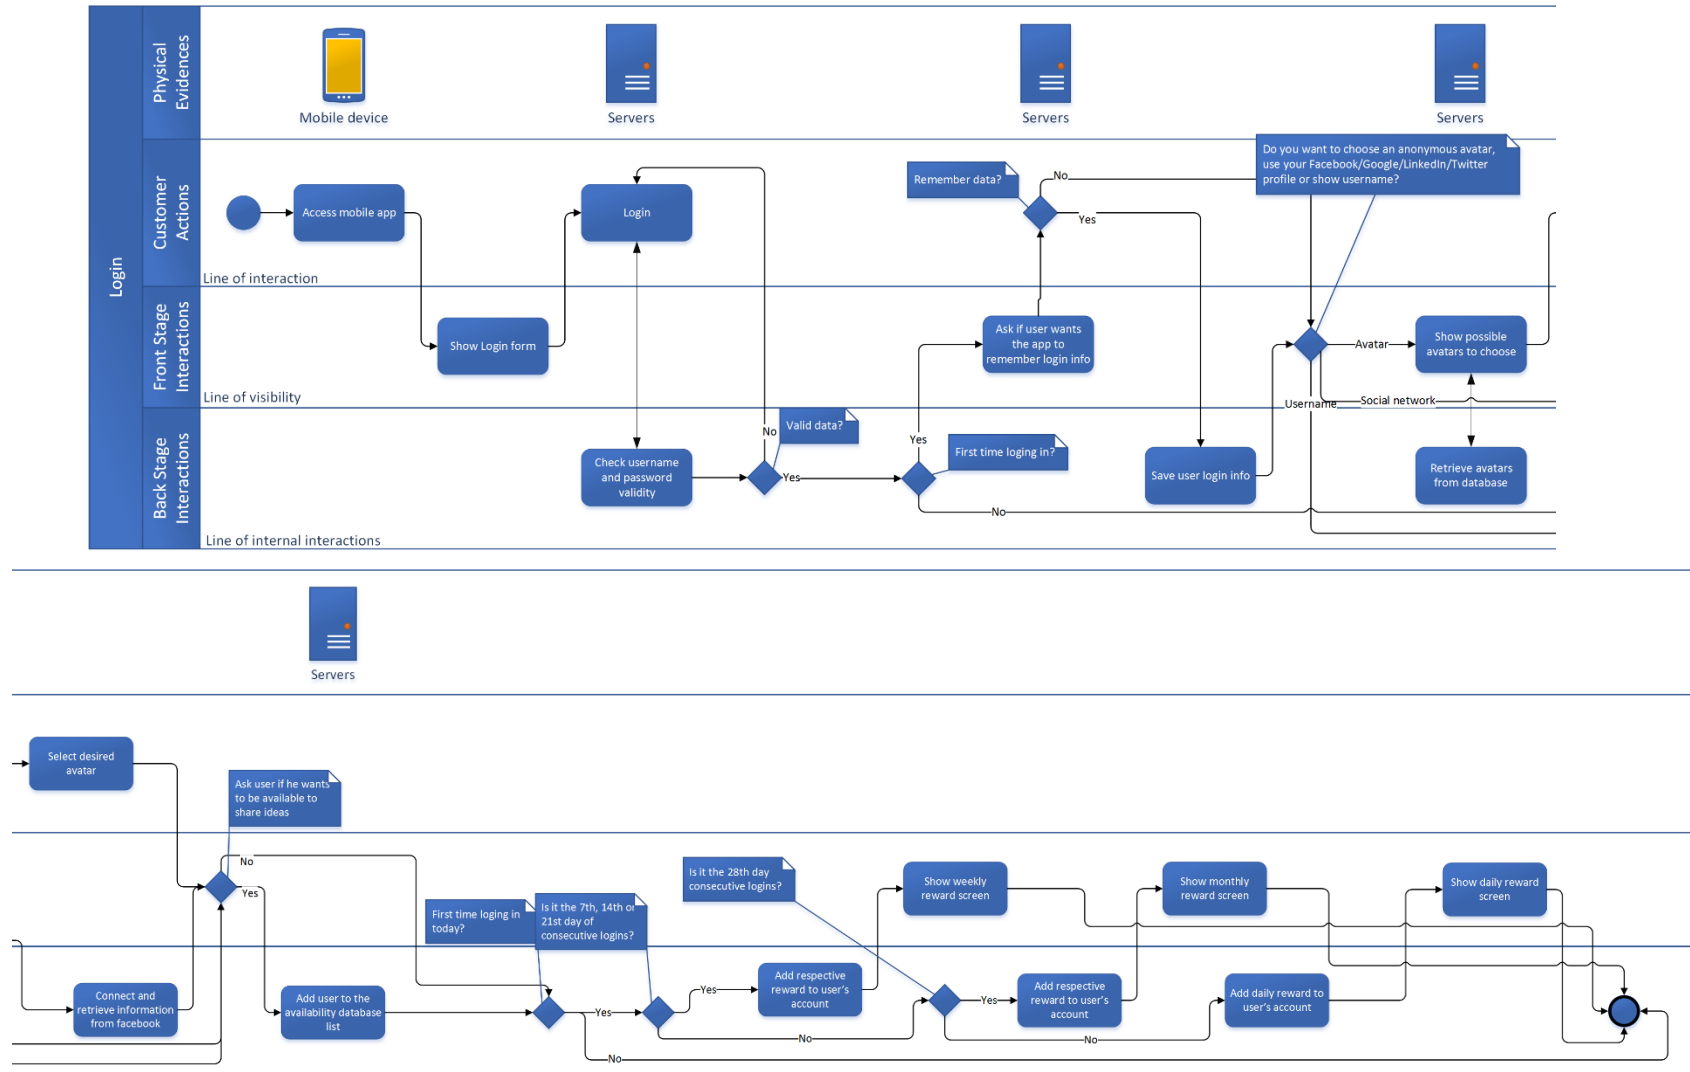 Login
Physical
Evidences
Customer
Actions
Front Stage
Interactions
Back Stage
Interactions
Mobile device
Servers
Servers
Servers
Do you want to choose an anonymous avatar,
use your Facebook/Google/LinkedIn/Twitter
profile or show username?
Remember data?
No
Yes
Access mobile app
Login
Line of interaction
Show Login form
Ask if user wants
the app to
remember login info
Avatar
Show possible
avatars to choose
Line of visibility
Username
Social network
No
Valid data?
Yes
First time loging in?
Check username
and password
validity
Yes
Save user login info
Retrieve avatars
from database
No
Line of internal interactions
Servers
Select desired
avatar
Ask user if he wants
to be available to
share ideas
No
Yes
First time loging in
today?
Is it the 7th, 14th or
21st day of
consecutive logins?
Is it the 28th day
consecutive logins?
Show weekly
reward screen
Show monthly
reward screen
Show daily reward
screen
Connect and
retrieve information
from facebook
Add user to the
availability database
list
Yes
Yes
Add respective
reward to user's
account
Yes
Add respective
reward to user's
account
Add daily reward to
user's account
No
No
No